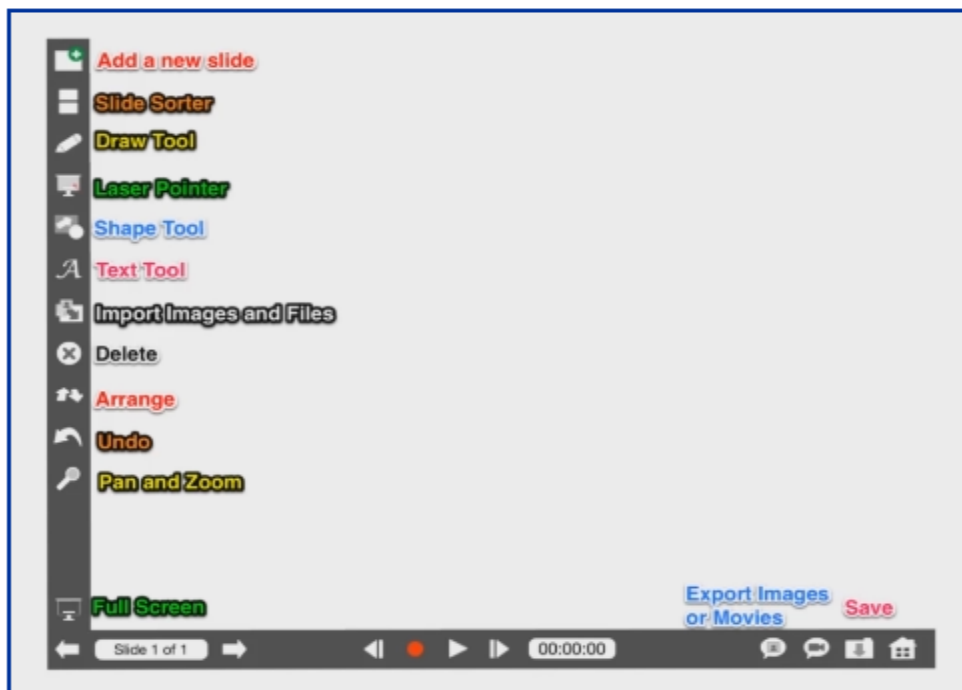 Add a new slide
Slide Sorter
Draw Tool
Laser Pointer
Shape Tool
A Text Tool
Import Images and Files
Delete
Arrange
Undo
Pan and Zoom
Full Screen
Export Images
or Movies
Save
Slide 1 of 1
00:00:00